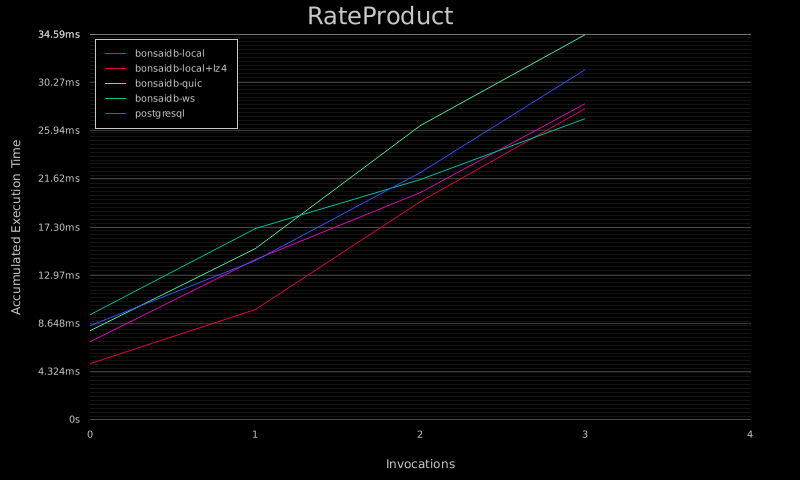 RateProduct
34.59ms
30.27ms
25.94ms
21.62ms
17.30ms
12.97ms
8.648ms
4.324ms
0s
bonsaidb-local
bonsaidb-local+lz4
bonsaidb-quic
bonsaidb-ws
postgresql
Accumulated Execution Time
0 1 2 3 4
Invocations